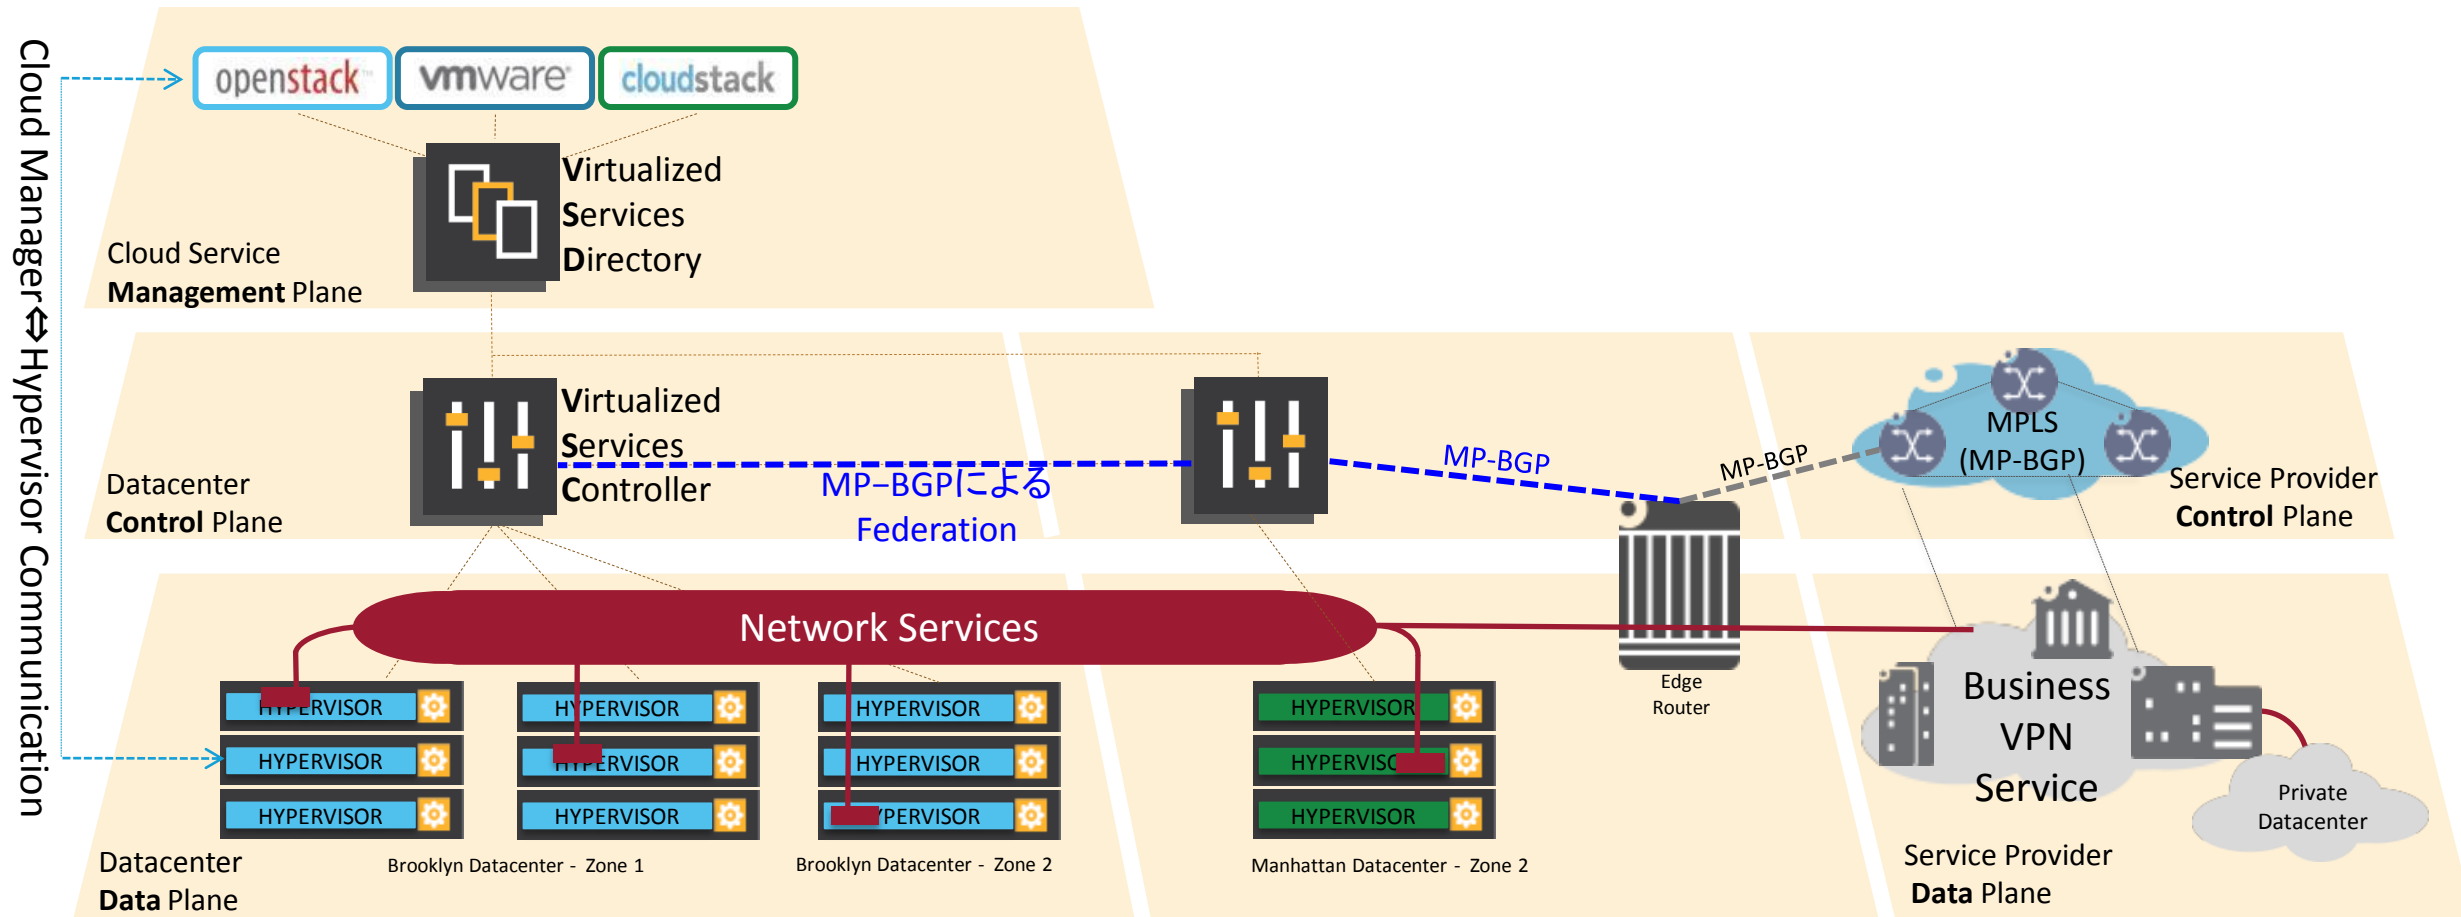 Cloud Manager⇔Hypervisor Communication
openstack™
vmware®
cloudstack
Virtualized
Services
Directory
Cloud Service
Management Plane
Virtualized
Services
Controller
Datacenter
Control Plane
MP-BGPによる
Federation
MP-BGP
MP-BGP
MPLS
(MP-BGP)
Service Provider
Control Plane
Network Services
Edge
Router
HYPERVISOR
HYPERVISOR
HYPERVISOR
HYPERVISOR
HYPERVISOR
HYPERVISOR
HYPERVISOR
HYPERVISOR
HYPERVISOR
HYPERVISOR
HYPERVISOR
HYPERVISOR
Business
VPN
Service
Private
Datacenter
Datacenter
Data Plane
Brooklyn Datacenter - Zone 1
Brooklyn Datacenter - Zone 2
Manhattan Datacenter - Zone 2
Service Provider
Data Plane